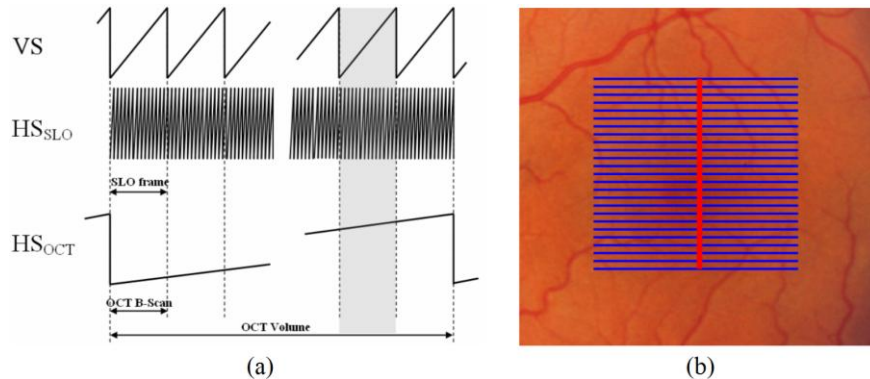 VS
HS_SLO
SLO frame
HS_OCT
OCT B-Scan
OCT Volume
(a)
(b)